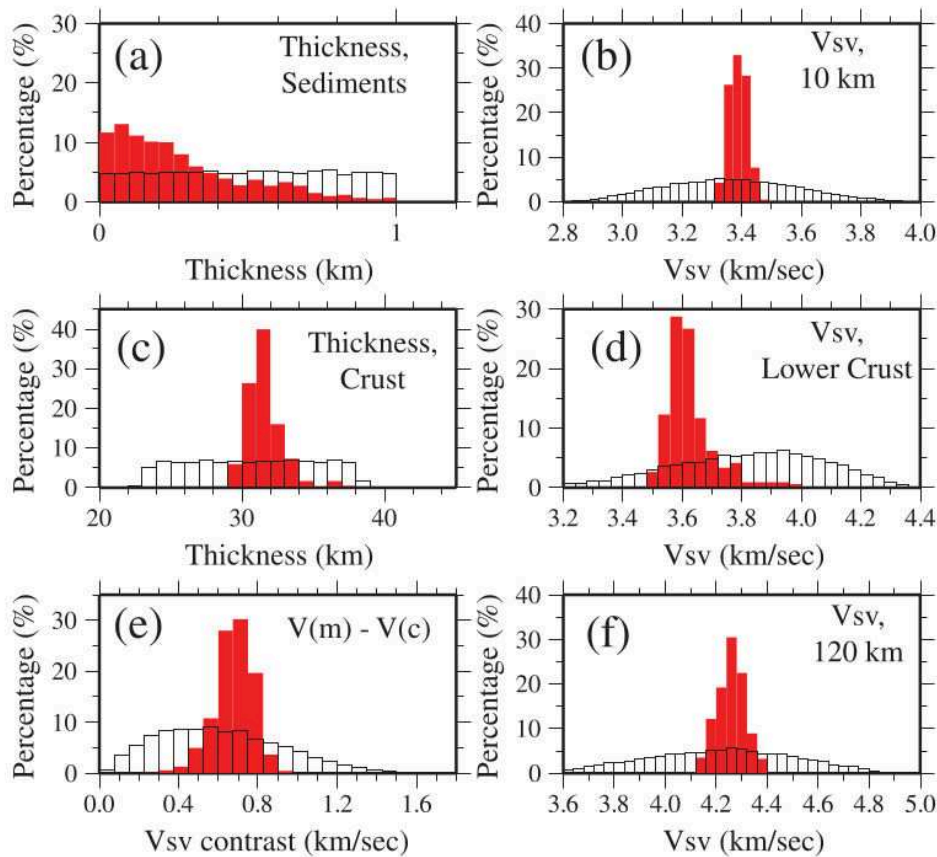 (a)
Thickness,
Sediments
Percentage (%)
30
20
10
0
0 1
Thickness (km)
(b)
Vsv,
10 km
Percentage (%)
40
30
20
10
0
2.8 3.0 3.2 3.4 3.6 3.8 4.0
Vsv (km/sec)
(c)
Thickness,
Crust
Percentage (%)
40
30
20
10
0
20 30 40
Thickness (km)
(d)
Vsv,
Lower Crust
Percentage (%)
30
20
10
0
3.2 3.4 3.6 3.8 4.0 4.2 4.4
Vsv (km/sec)
(e)
V(m) - V(c)
Percentage (%)
30
20
10
0
0.0 0.4 0.8 1.2 1.6
Vsv contrast (km/sec)
(f)
Vsv,
120 km
Percentage (%)
40
30
20
10
0
3.6 3.8 4.0 4.2 4.4 4.6 4.8 5.0
Vsv (km/sec)